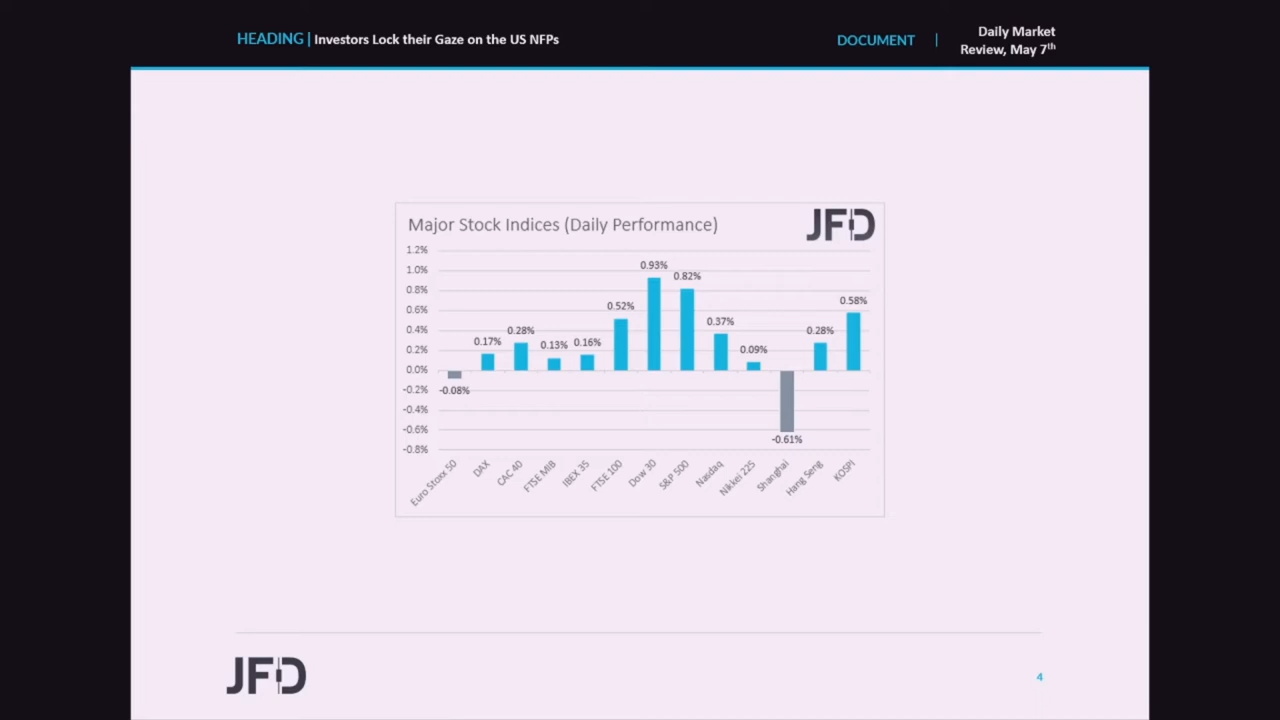 HEADING | Investors Lock their Gaze on the US NFPs
DOCUMENT |
Daily Market
Review, May 7th
Major Stock Indices (Daily Performance)
JFD
1.2%
1.0%
0.8%
0.6%
0.4%
0.2%
0.0%
-0.2%
-0.4%
-0.6%
-0.8%
-0.08%
0.17%
0.28%
0.13%
0.16%
0.52%
0.93%
0.82%
0.37%
0.09%
-0.61%
0.28%
0.58%
Euro Stoxx 50
DAX
CAC 40
FTSE MIB
IBEX 35
FTSE 100
Dow 30
S&P 500
Nasdaq
Nikkei 225
Shanghai
Hang Seng
KOSPI
JFD
4